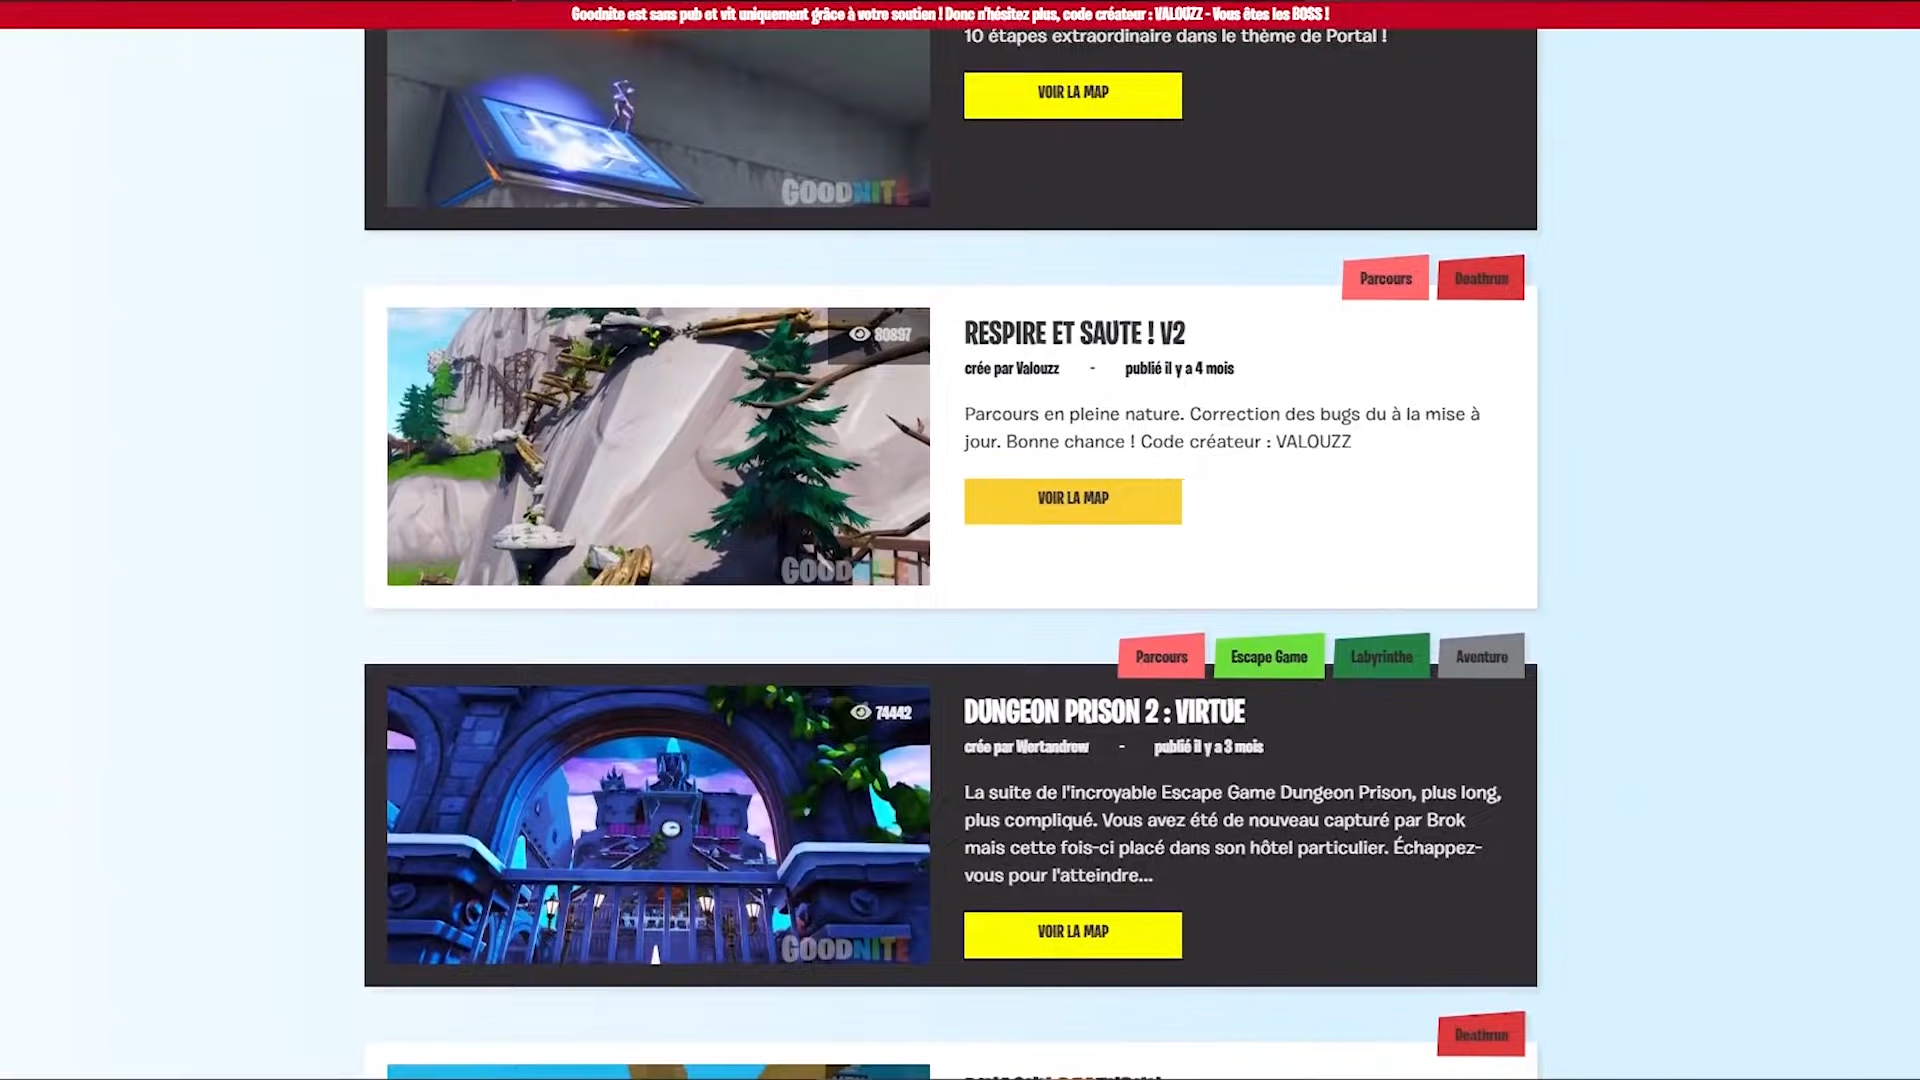 Goodnite est sans pub et vit uniquement grâce à votre soutien ! Donc n'hésitez plus, code créateur : VALOUZZ - Vous êtes les BOSS !
10 étapes extraordinaire dans le thème de Portal !
VOIR LA MAP
GOODNITE
Parcours
Deathrun
80897
RESPIRE ET SAUTE ! V2
crée par Valouzz - publié il y a 4 mois
Parcours en pleine nature. Correction des bugs du à la mise à
jour. Bonne chance ! Code créateur : VALOUZZ
VOIR LA MAP
GOODNITE
Parcours
Escape Game
Labyrinthe
Aventure
74442
DUNGEON PRISON 2 : VIRTUE
crée par Wertandrew - publié il y a 3 mois
La suite de l'incroyable Escape Game Dungeon Prison, plus long,
plus compliqué. Vous avez été de nouveau capturé par Brok
mais cette fois-ci placé dans son hôtel particulier. Échappez-
vous pour l'atteindre...
VOIR LA MAP
GOODNITE
Deathrun